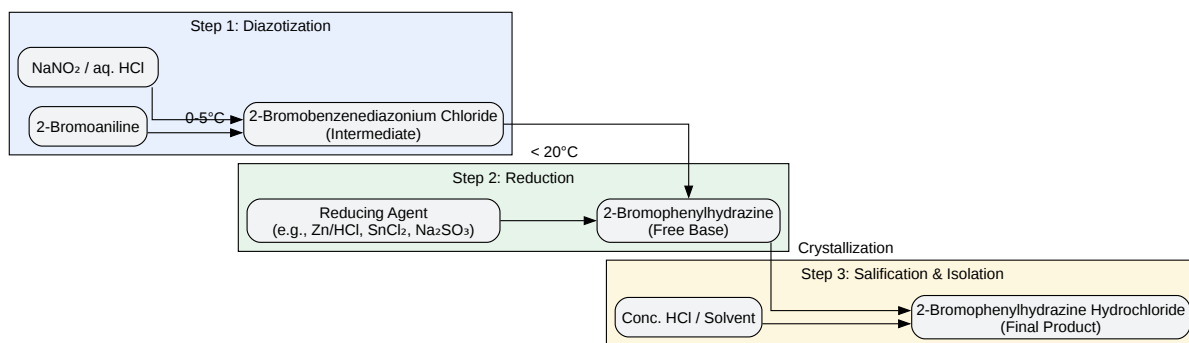 Step 1: Diazotization
NaNO₂ / aq. HCl
2-Bromoaniline
0-5°C
2-Bromobenzenediazonium Chloride
(Intermediate)
< 20°C
Step 2: Reduction
Reducing Agent
(e.g., Zn/HCl, SnCl₂, Na₂SO₃)
2-Bromophenylhydrazine
(Free Base)
Crystallization
Step 3: Salification & Isolation
Conc. HCl / Solvent
2-Bromophenylhydrazine Hydrochloride
(Final Product)